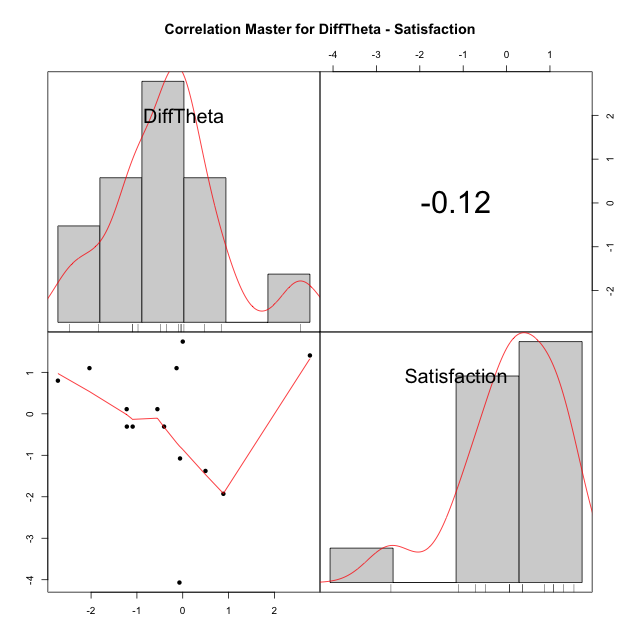 Correlation Master for DiffTheta - Satisfaction
-4 -3 -2 -1 0 1
DiffTheta
2
1
-0.12
0
-1
-2
Satisfaction
1
0
-1
-2
-3
-4
-2 -1 0 1 2